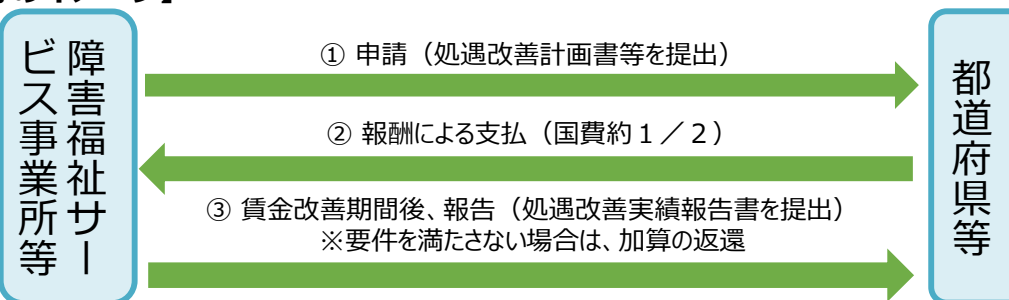 障害福祉サー
ビス事業所等
① 申請（処遇改善計画書等を提出）
② 報酬による支払（国費約１／２）
③ 賃金改善期間後、報告（処遇改善実績報告書を提出）
※要件を満たさない場合は、加算の返還
都道府県等